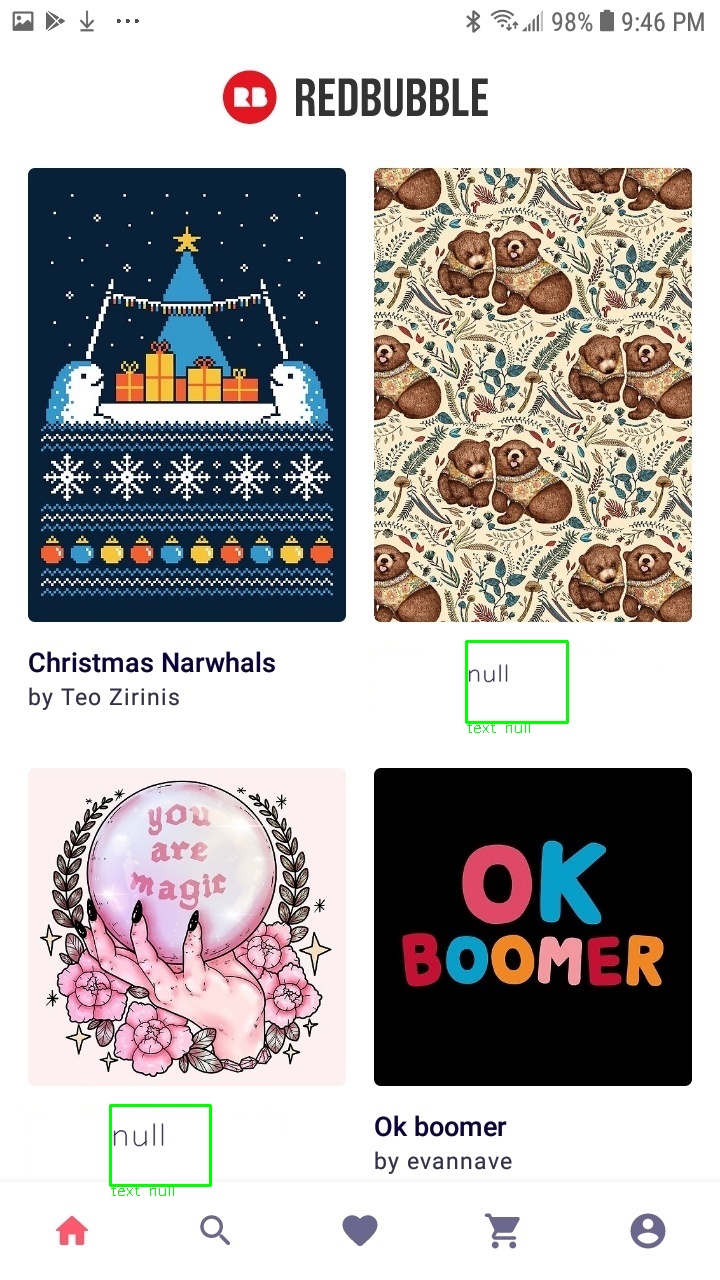 98% 9:46 PM
RB REDBUBBLE
Christmas Narwhals
by Teo Zirinis
null
text null
you
are
magic
OK
BOOMER
null
text null
Ok boomer
by evannave